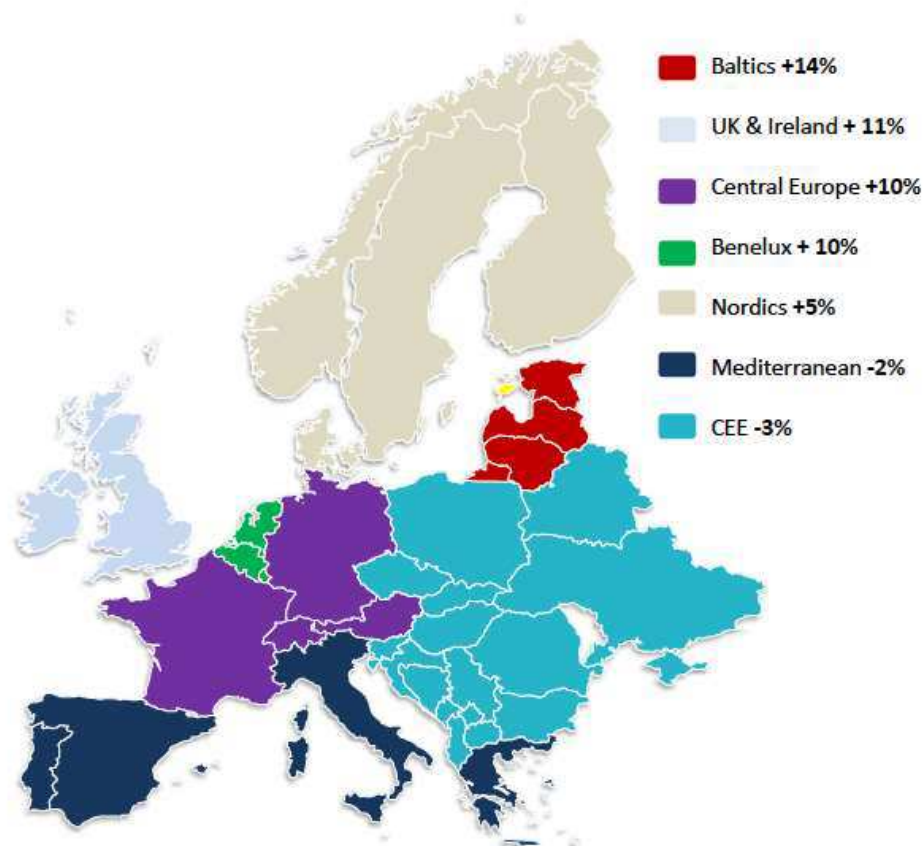 Baltics +14%
UK & Ireland + 11%
Central Europe +10%
Benelux + 10%
Nordics +5%
Mediterranean -2%
CEE -3%